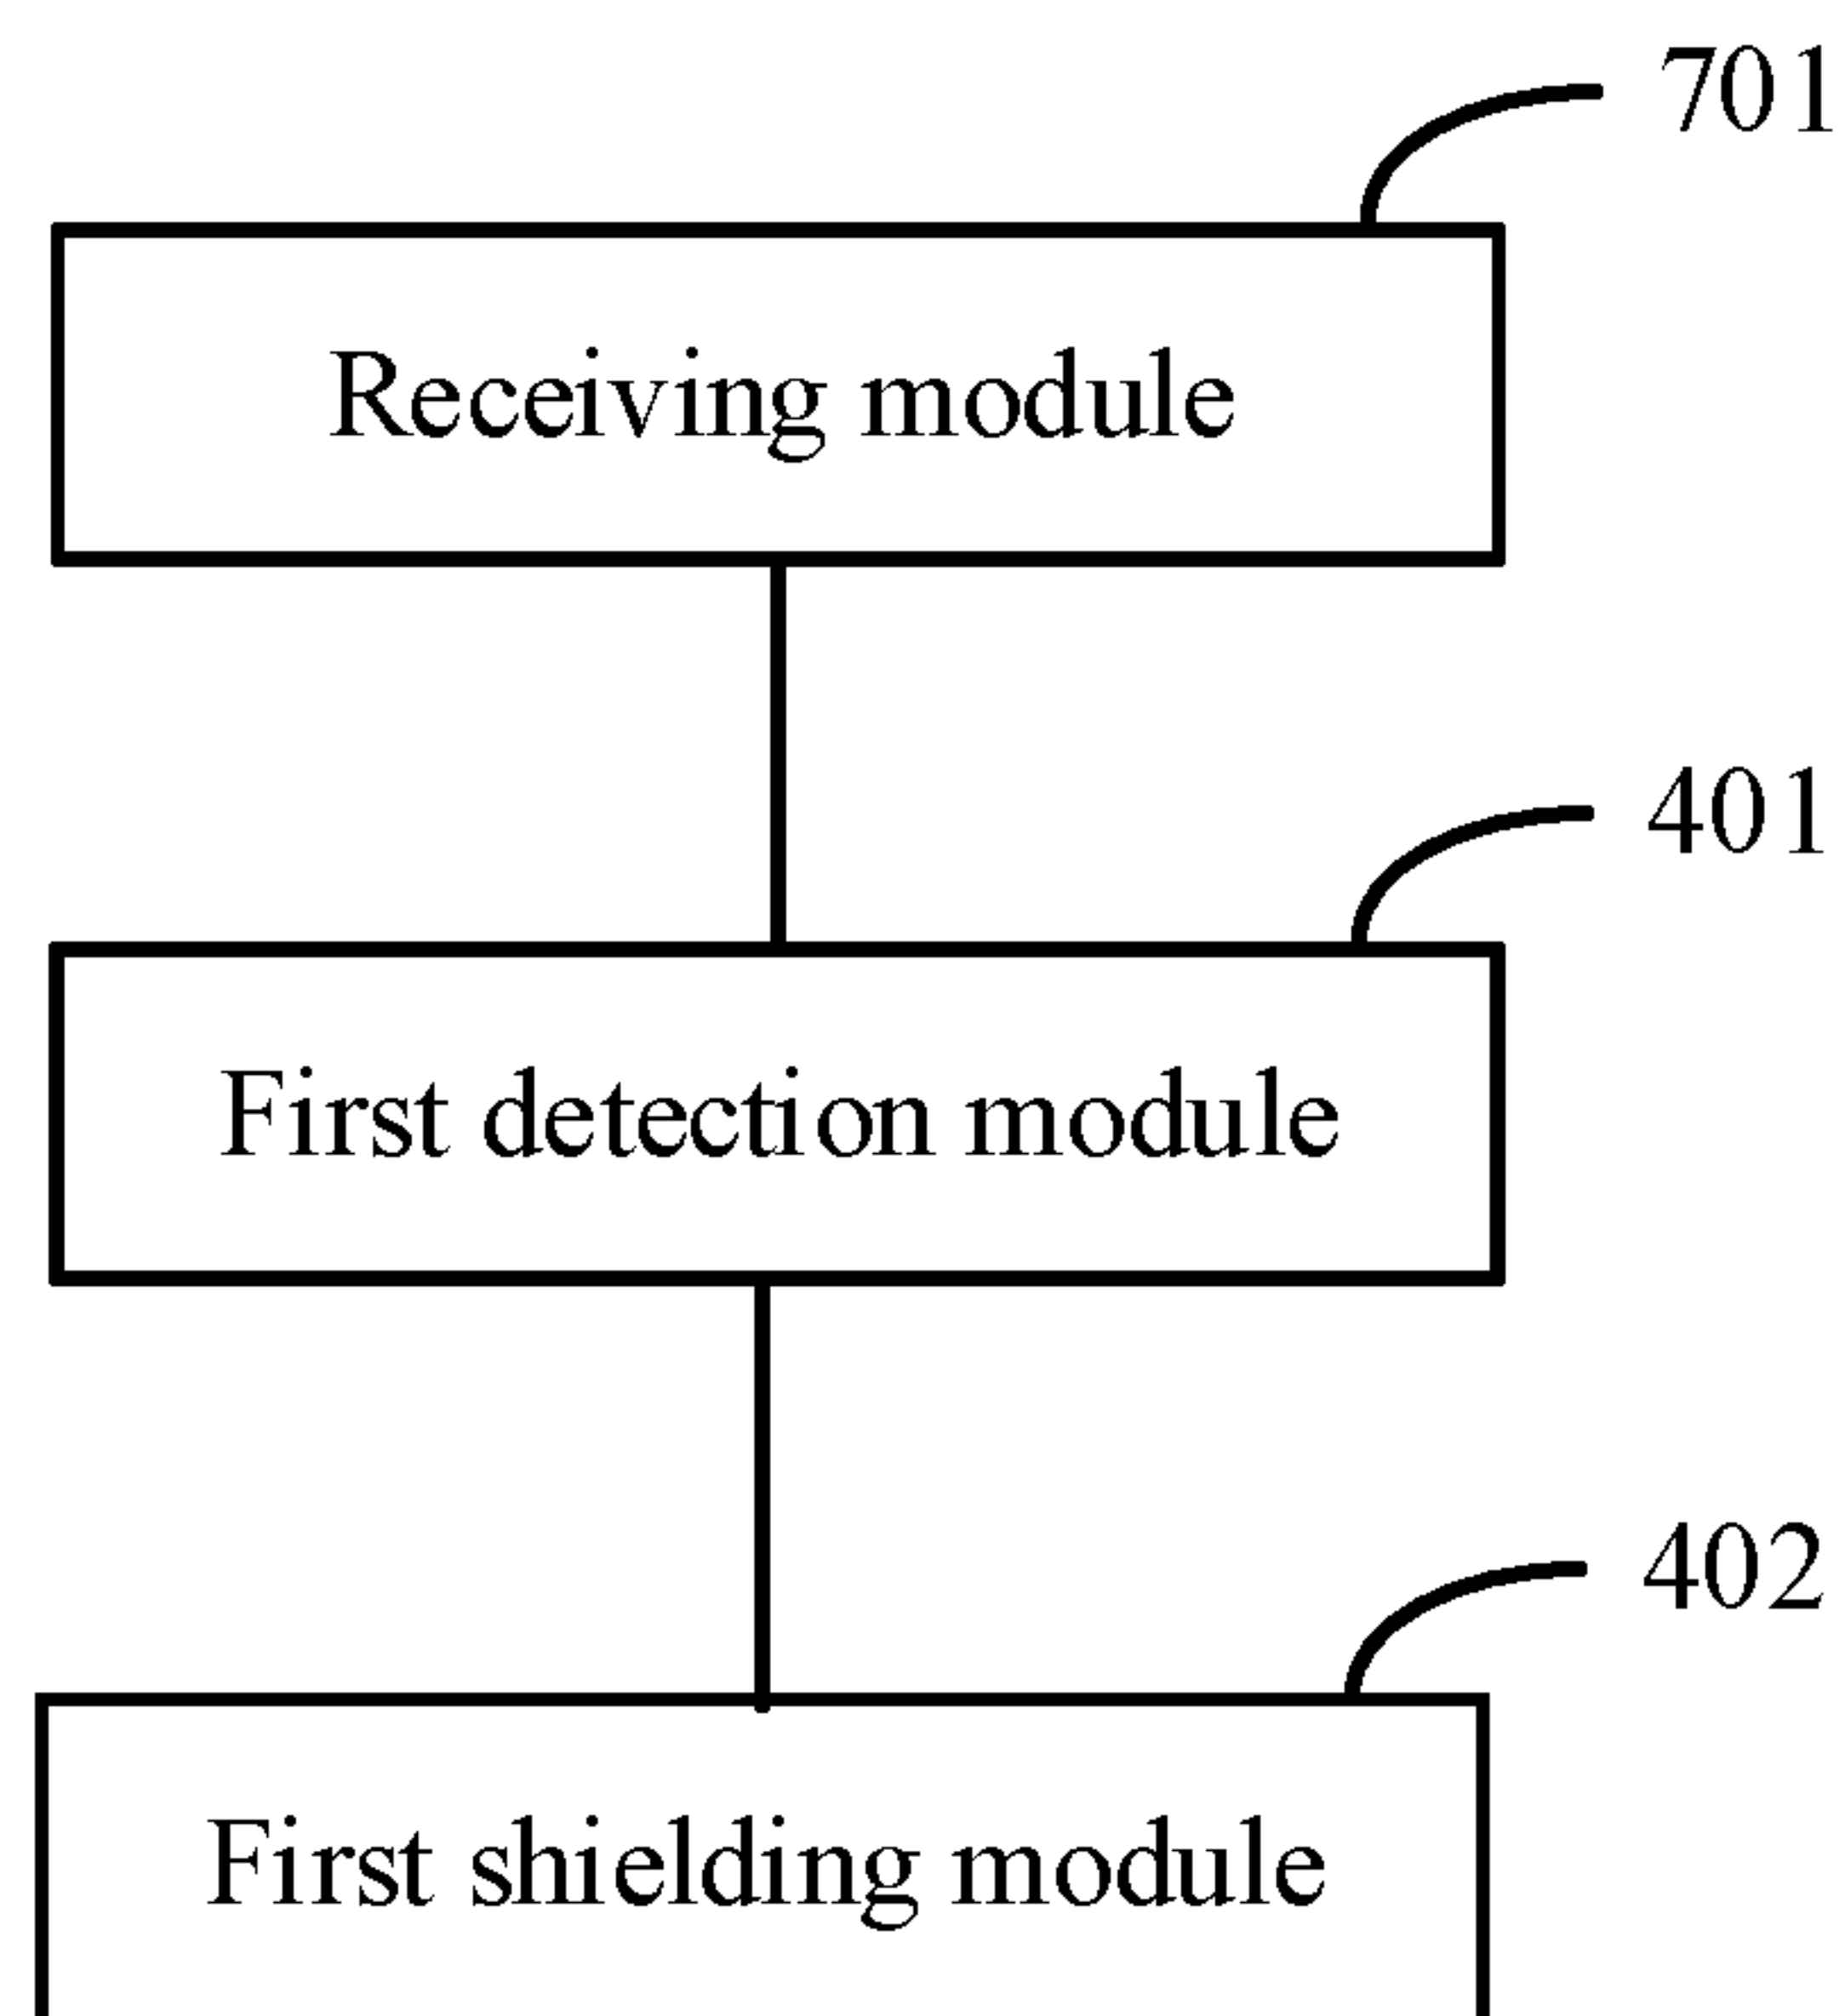 701
Receiving module
401
First detection module
402
First shielding module